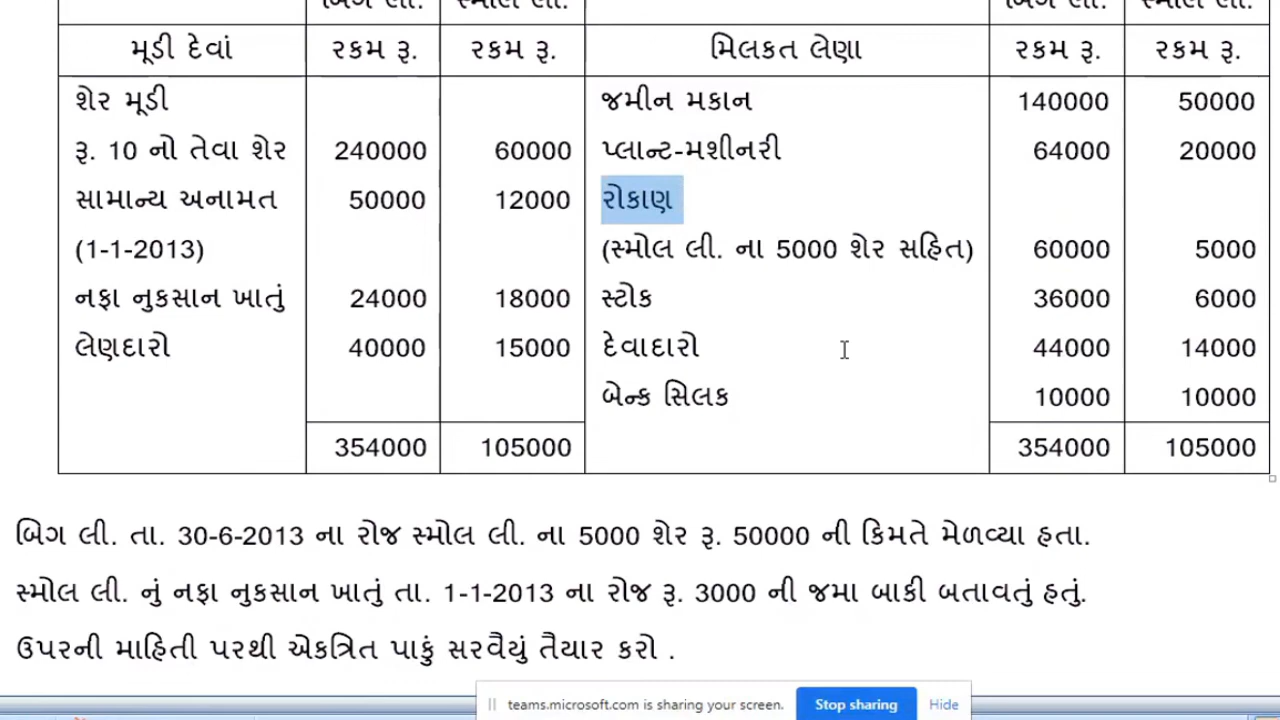 બિગ લી. સ્મોલ લી. બિગ લી. સ્મોલ લી.
મૂડી દેવાં રકમ રૂ. રકમ રૂ. મિલકત લેણા રકમ રૂ. રકમ રૂ.
શેર મૂડી જમીન મકાન 140000 50000
રૂ. 10 નો તેવા શેર 240000 60000 પ્લાન્ટ-મશીનરી 64000 20000
સામાન્ય અનામત 50000 12000 રોકાણ
(1-1-2013) (સ્મોલ લી. ના 5000 શેર સહિત) 60000 5000
નફા નુકસાન ખાતું 24000 18000 સ્ટોક 36000 6000
લેણદારો 40000 15000 દેવાદારો 44000 14000
બેન્ક સિલક 10000 10000
354000 105000 354000 105000
બિગ લી. તા. 30-6-2013 ના રોજ સ્મોલ લી. ના 5000 શેર રૂ. 50000 ની કિમતે મેળવ્યા હતા.
સ્મોલ લી. નું નફા નુકસાન ખાતું તા. 1-1-2013 ના રોજ રૂ. 3000 ની જમા બાકી બતાવતું હતું.
ઉપરની માહિતી પરથી એકત્રિત પાકું સરવૈયું તૈયાર કરો .
teams.microsoft.com is sharing your screen. Stop sharing Hide